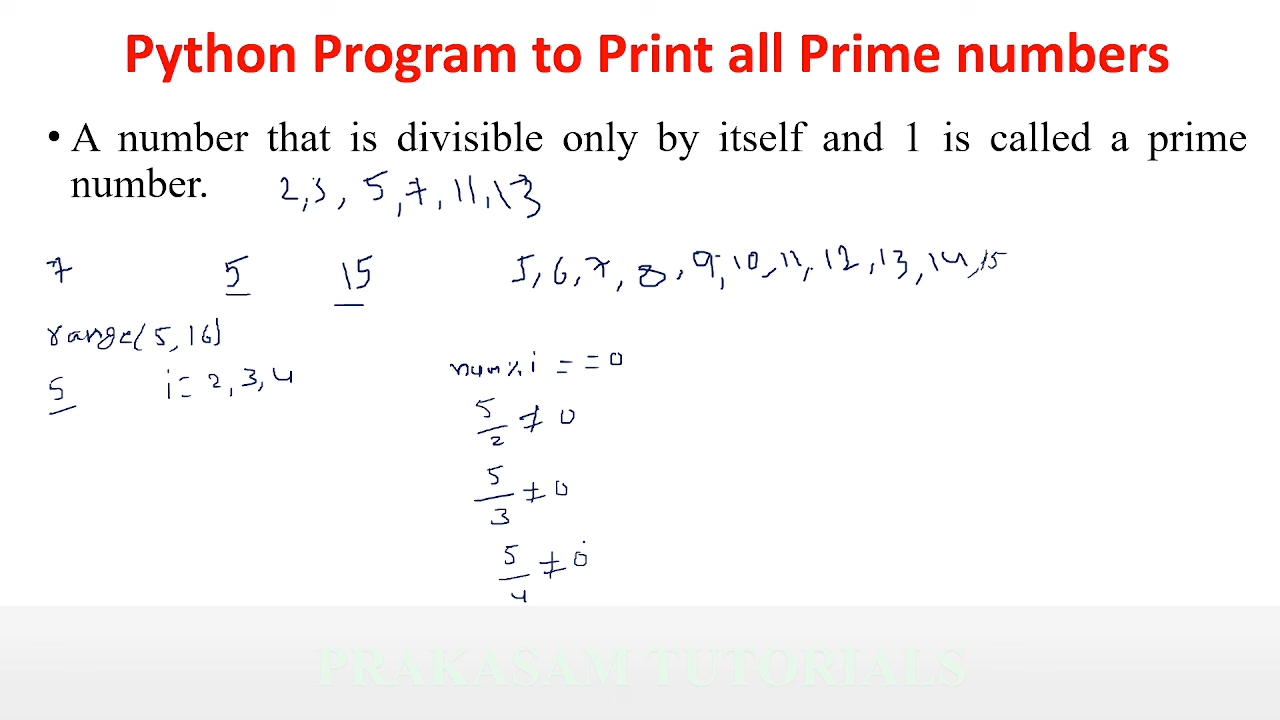 Python Program to Print all Prime numbers
• A number that is divisible only by itself and 1 is called a prime
number. 2,3, 5,7,11,13
7 5 15 5,6,7,8,9,10,11,12,13,14,15
range(5,16)
5 i=2,3,4 num%i==0
5/2 ≠ 0
5/3 ≠ 0
5/4 ≠ 0
PRAKASAM TUTORIALS